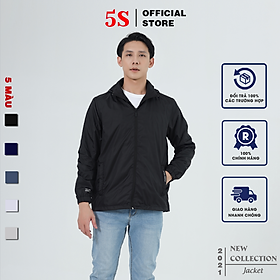 5S OFFICIAL STORE
5 MÀU
ĐỔI TRẢ 100%
CÁC TRƯỜNG HỢP
R
100%
CHÍNH HÃNG
GIAO HÀNG
NHANH CHÓNG
2021
NEW
COLLECTION
Jacket